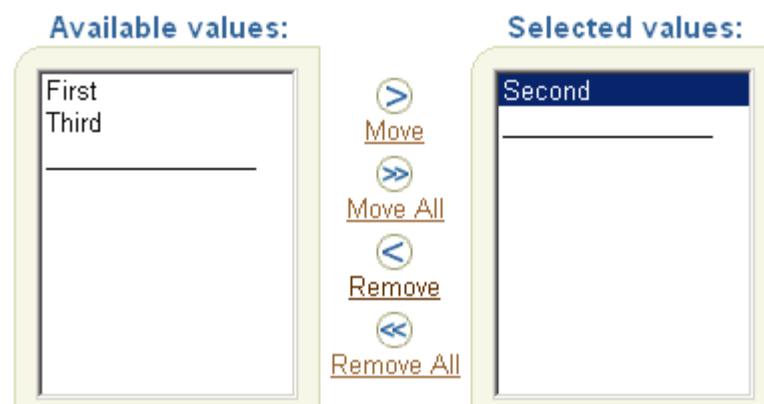 Available values:
Selected values:
First
Third
Move
Move All
Remove
Remove All
Second